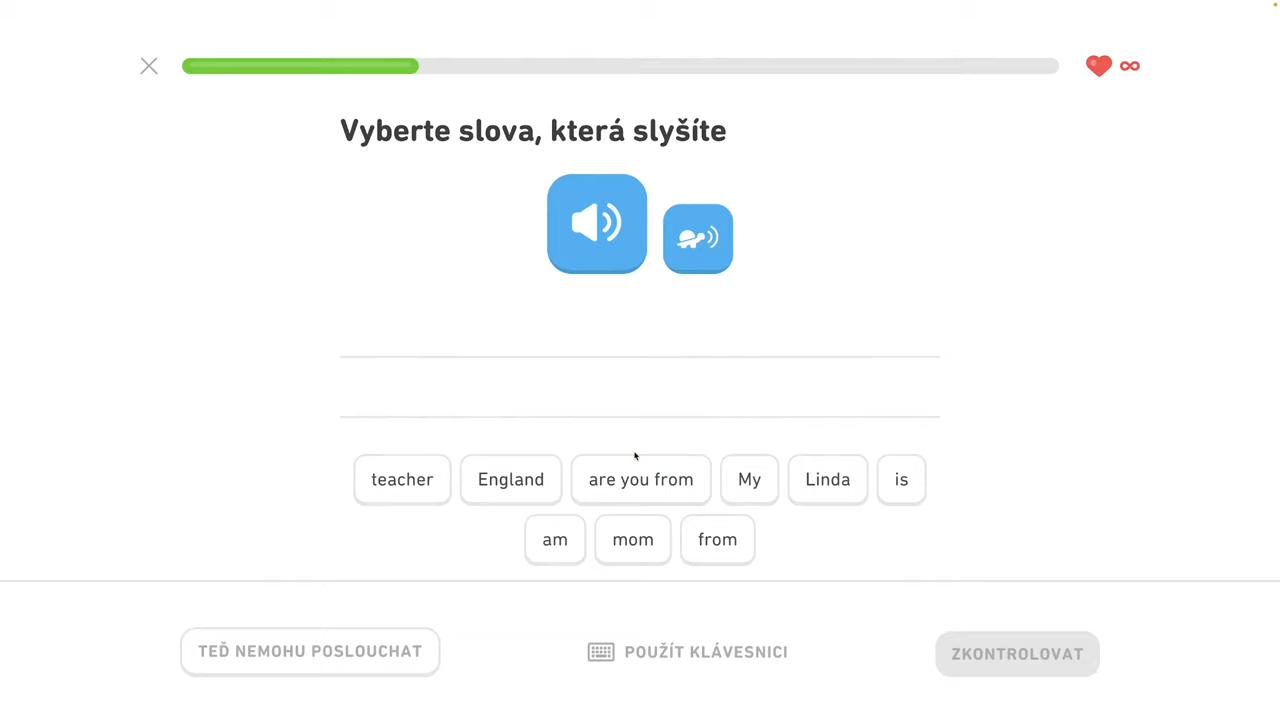 Vyberte slova, která slyšíte
teacher England are you from My Linda is
am mom from
TEĎ NEMOHU POSLOUCHAT POUŽÍT KLÁVESNICI ZKONTROLOVAT